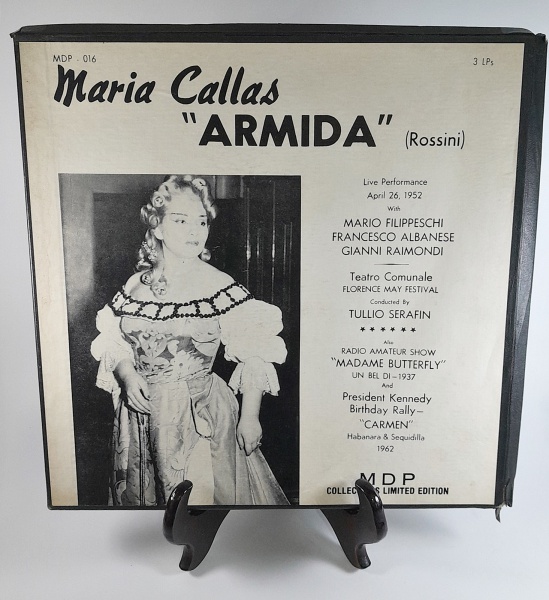 MDP - 016
3 LPs
Maria Callas
"ARMIDA" (Rossini)
Live Performance
April 26, 1952
With
MARIO FILIPPESCHI
FRANCESCO ALBANESE
GIANNI RAIMONDI
Teatro Comunale
FLORENCE MAY FESTIVAL
Conducted By
TULLIO SERAFIN
★ ★ ★ ★ ★ ★
Also
RADIO AMATEUR SHOW
"MADAME BUTTERFLY"
UN BEL DI—1937
And
President Kennedy
Birthday Rally—
"CARMEN"
Habanara & Sequidilla
1962
MDP
LIMITED EDITION